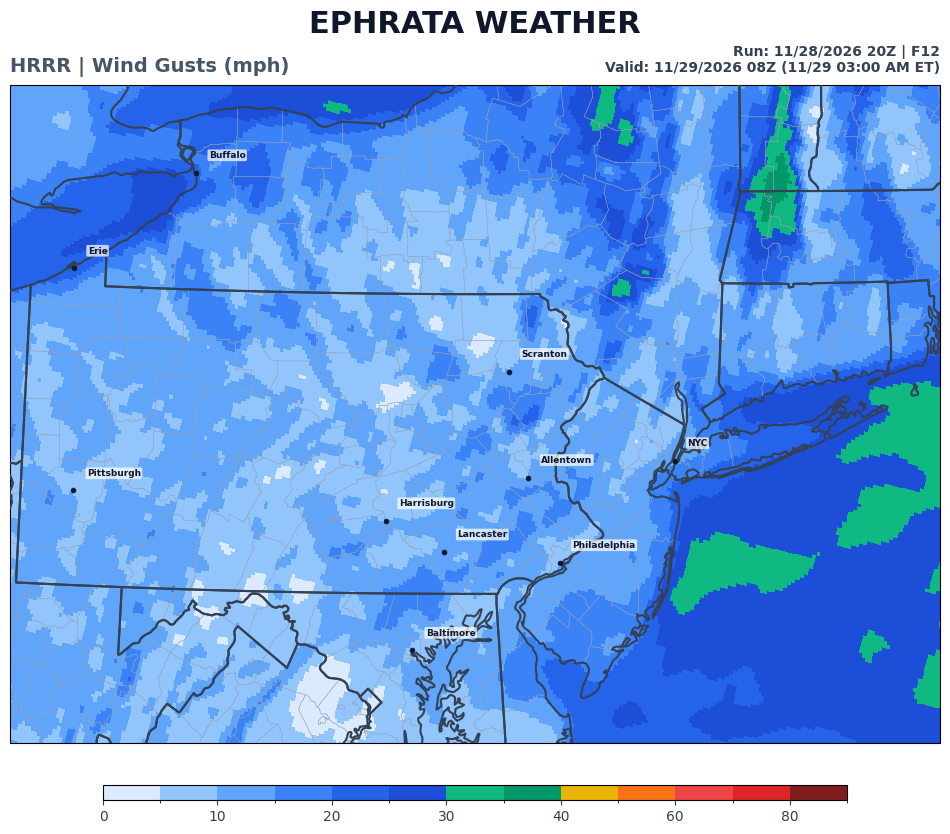 EPHRATA WEATHER
HRRR | Wind Gusts (mph)
Run: 11/28/2026 20Z | F12
Valid: 11/29/2026 08Z (11/29 03:00 AM ET)
Buffalo
Erie
Scranton
NYC
Allentown
Pittsburgh
Harrisburg
Lancaster
Philadelphia
Baltimore
0 10 20 30 40 60 80